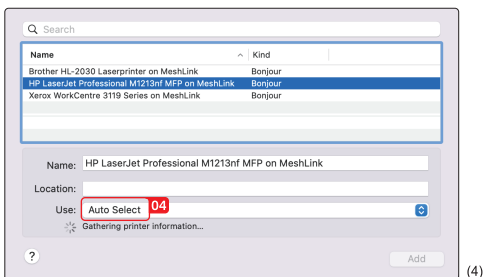 Search
Name Kind
Brother HL-2030 Laserprinter on MeshLink Bonjour
HP LaserJet Professional M1213nf MFP on MeshLink Bonjour
Xerox WorkCentre 3119 Series on MeshLink Bonjour
Name: HP LaserJet Professional M1213nf MFP on MeshLink
Location:
Use: Auto Select 04
Gathering printer information...
? Add
(4)